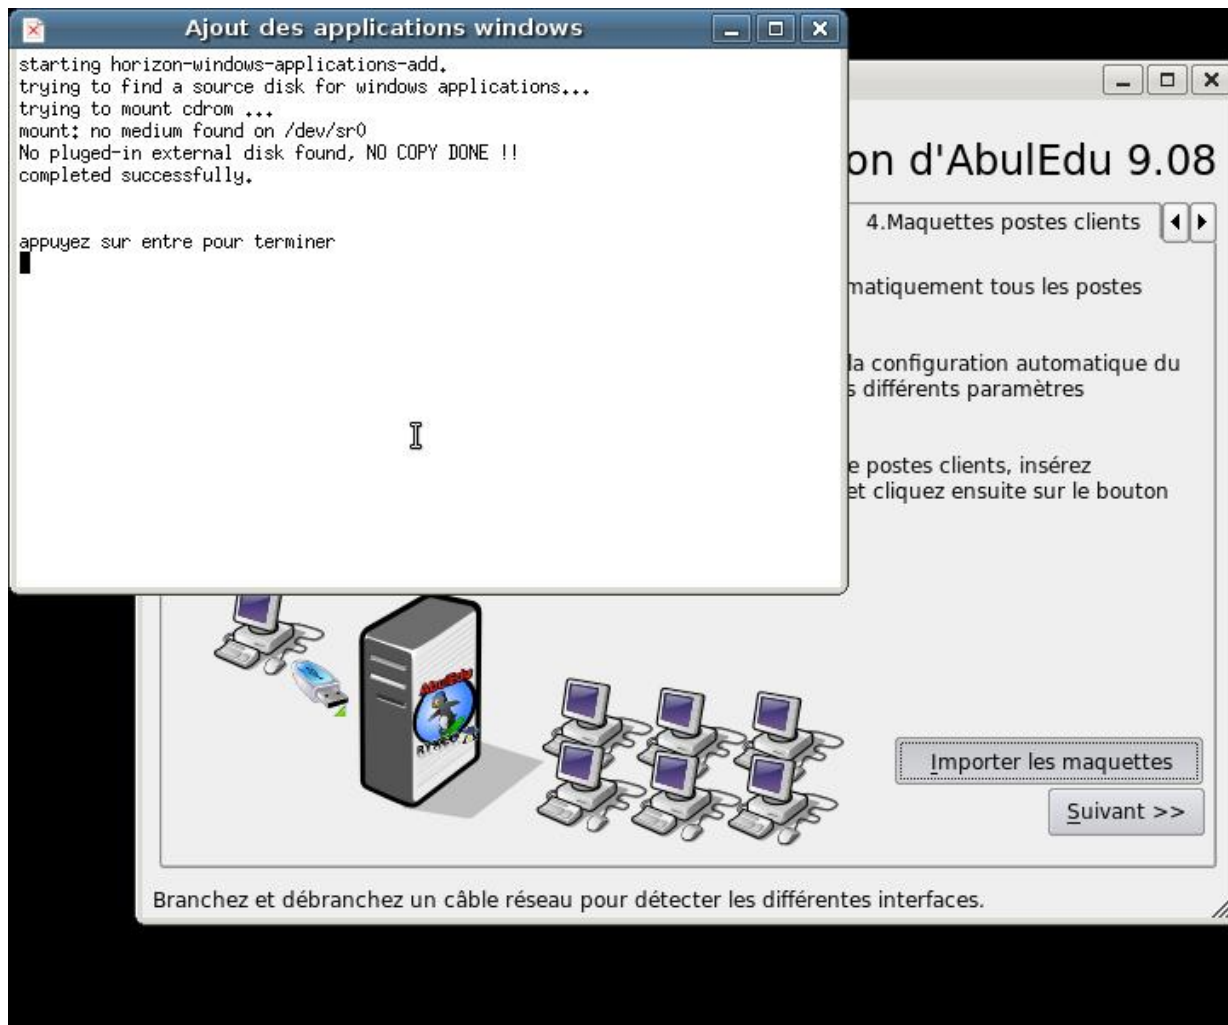 Ajout des applications windows
starting horizon-windows-applications-add.
trying to find a source disk for windows applications...
trying to mount cdrom ...
mount: no medium found on /dev/sr0
No pluged-in external disk found, NO COPY DONE !!
completed successfully.
appuyez sur entre pour terminer
on d'AbulEdu 9.08
4.Maquettes postes clients
matiquement tous les postes
la configuration automatique du
s différents paramètres
e postes clients, insérez
et cliquez ensuite sur le bouton
AbulEdu
Importer les maquettes
Suivant >>
Branchez et débranchez un câble réseau pour détecter les différentes interfaces.